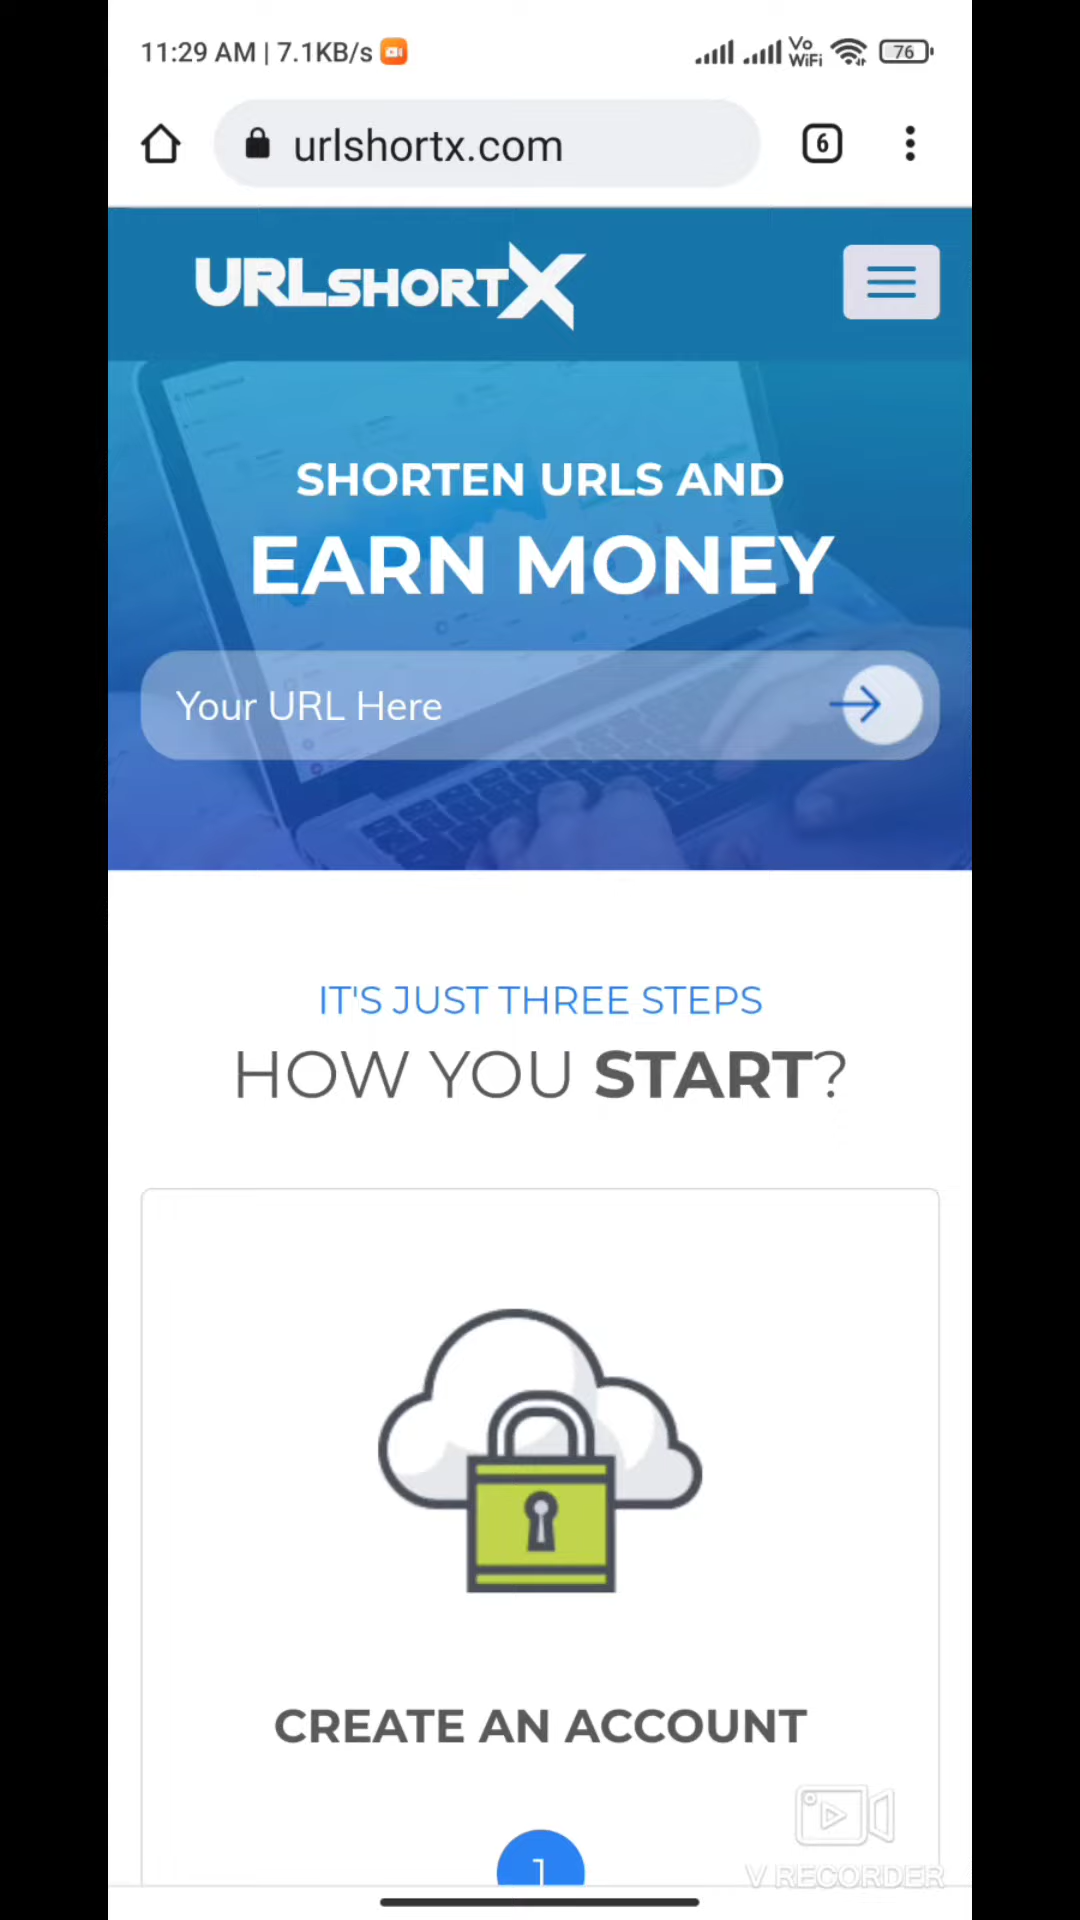 11:29 AM | 7.1KB/s
Vo
WiFi
76
urlshortx.com
6
URLSHORTX
SHORTEN URLS AND
EARN MONEY
Your URL Here
IT'S JUST THREE STEPS
HOW YOU START?
CREATE AN ACCOUNT
1
V RECORDER